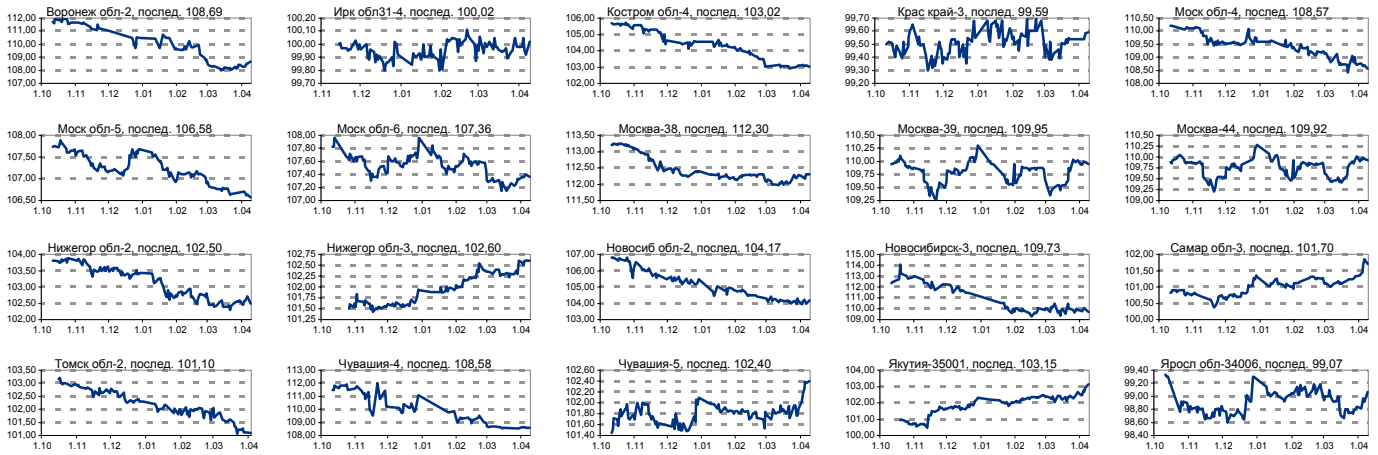 Воронеж обл-2, послед. 108,69
112,00
111,00
110,00
109,00
108,00
107,00
1.10 1.11 1.12 1.01 1.02 1.03 1.04
Ирк обл31-4, послед. 100,02
100,20
100,10
100,00
99,90
99,80
99,70
1.11 1.12 1.01 1.02 1.03 1.04
Костром обл-4, послед. 103,02
106,00
105,00
104,00
103,00
102,00
1.10 1.11 1.12 1.01 1.02 1.03 1.04
Крас край-3, послед. 99,59
99,70
99,60
99,50
99,40
99,30
99,20
1.10 1.11 1.12 1.01 1.02 1.03 1.04
Моск обл-4, послед. 108,57
110,50
110,00
109,50
109,00
108,50
108,00
1.10 1.11 1.12 1.01 1.02 1.03 1.04
Моск обл-5, послед. 106,58
108,00
107,50
107,00
106,50
1.10 1.11 1.12 1.01 1.02 1.03 1.04
Моск обл-6, послед. 107,36
108,00
107,80
107,60
107,40
107,20
107,00
1.10 1.11 1.12 1.01 1.02 1.03 1.04
Москва-38, послед. 112,30
113,50
113,00
112,50
112,00
111,50
1.10 1.11 1.12 1.01 1.02 1.03 1.04
Москва-39, послед. 109,95
110,50
110,25
110,00
109,75
109,50
109,25
1.10 1.11 1.12 1.01 1.02 1.03 1.04
Москва-44, послед. 109,92
110,50
110,25
110,00
109,75
109,50
109,25
109,00
1.10 1.11 1.12 1.01 1.02 1.03 1.04
Нижегор обл-2, послед. 102,50
104,00
103,50
103,00
102,50
102,00
1.10 1.11 1.12 1.01 1.02 1.03 1.04
Нижегор обл-3, послед. 102,60
102,75
102,50
102,25
102,00
101,75
101,50
101,25
1.10 1.11 1.12 1.01 1.02 1.03 1.04
Новосиб обл-2, послед. 104,17
107,00
106,00
105,00
104,00
103,00
1.10 1.11 1.12 1.01 1.02 1.03 1.04
Новосибирск-3, послед. 109,73
115,00
114,00
113,00
112,00
111,00
110,00
109,00
1.10 1.11 1.12 1.01 1.02 1.03 1.04
Самар обл-3, послед. 101,70
102,00
101,50
101,00
100,50
100,00
1.10 1.11 1.12 1.01 1.02 1.03 1.04
Томск обл-2, послед. 101,10
103,50
103,00
102,50
102,00
101,50
101,00
1.10 1.11 1.12 1.01 1.02 1.03 1.04
Чувашия-4, послед. 108,58
113,00
112,00
111,00
110,00
109,00
108,00
1.10 1.11 1.12 1.01 1.02 1.03 1.04
Чувашия-5, послед. 102,40
102,60
102,40
102,20
102,00
101,80
101,60
101,40
1.10 1.11 1.12 1.01 1.02 1.03 1.04
Якутия-35001, послед. 103,15
104,00
103,00
102,00
101,00
100,00
1.10 1.11 1.12 1.01 1.02 1.03 1.04
Яросл обл-34006, послед. 99,07
99,40
99,20
99,00
98,80
98,60
98,40
1.10 1.11 1.12 1.01 1.02 1.03 1.04